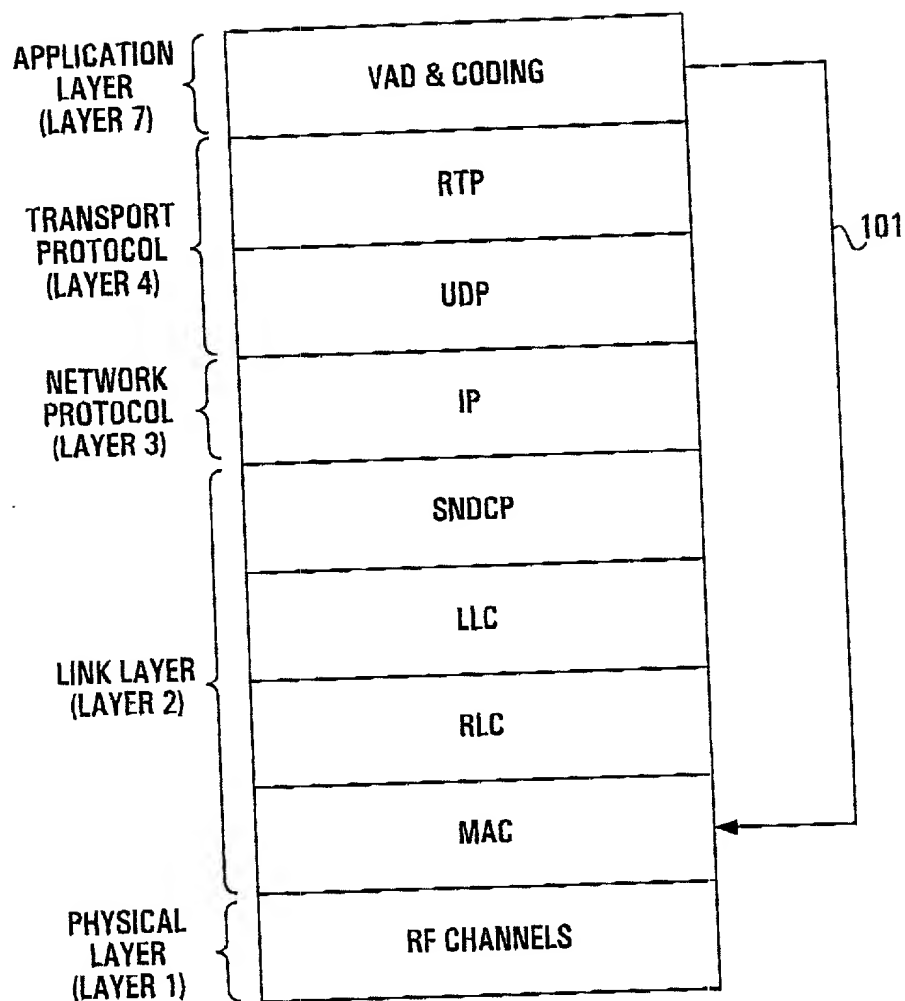 APPLICATION
LAYER
(LAYER 7)
VAD & CODING
RTP
TRANSPORT
PROTOCOL
(LAYER 4)
101
UDP
NETWORK
PROTOCOL
(LAYER 3)
IP
SNDCP
LLC
LINK LAYER
(LAYER 2)
RLC
MAC
PHYSICAL
LAYER
(LAYER 1)
RF CHANNELS